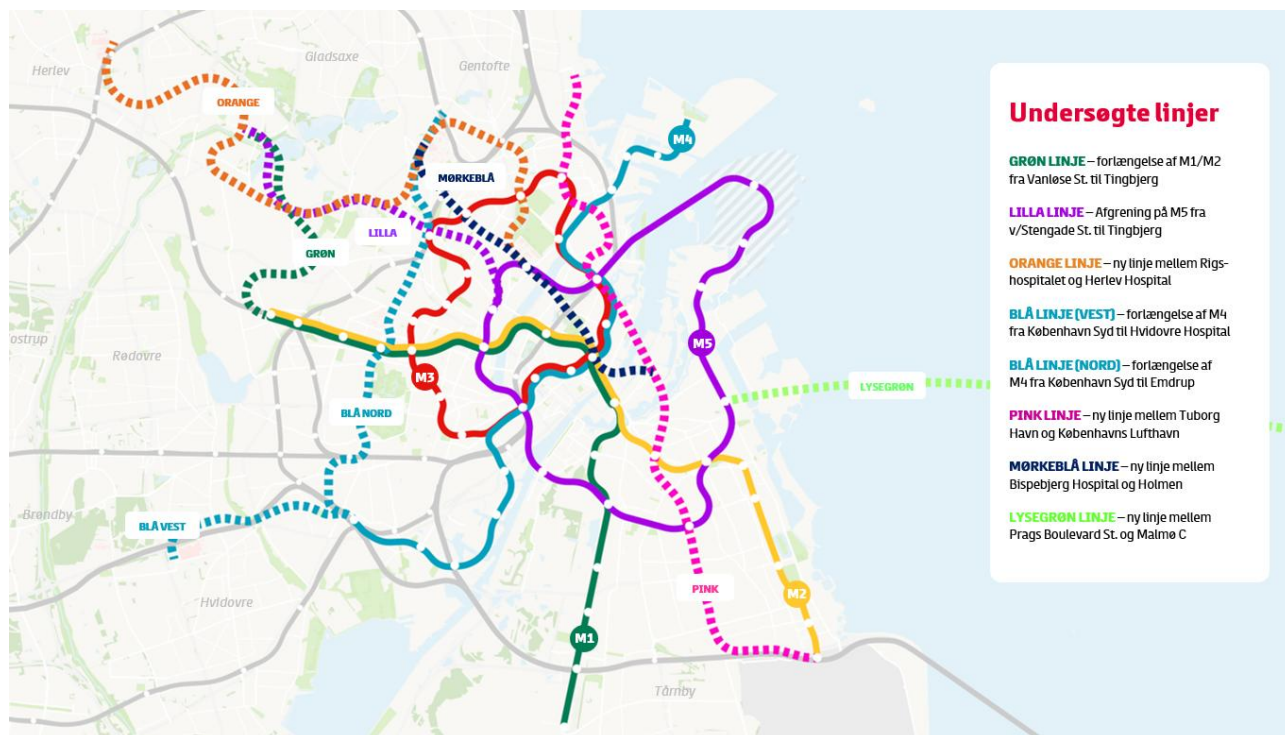 Herlev
Gladsaxe
Gentofte
ORANGE
M4
MØRKEBLÅ
LILLA
GRØN
Rødovre
M5
M3
LYSEGRØN
BLÅ NORD
Brøndby
BLÅ VEST
Hvidovre
PINK
M2
M1
Tårnby
Undersøgte linjer
GRØN LINJE – forlængelse af M1/M2
fra Vanløse St. til Tingbjerg
LILLA LINJE – Afgrening på M5 fra
v/Stengade St. til Tingbjerg
ORANGE LINJE – ny linje mellem Rigs-
hospitalet og Herlev Hospital
BLÅ LINJE (VEST) – forlængelse af M4
fra København Syd til Hvidovre Hospital
BLÅ LINJE (NORD) – forlængelse af
M4 fra København Syd til Emdrup
PINK LINJE – ny linje mellem Tuborg
Havn og Københavns Lufthavn
MØRKEBLÅ LINJE – ny linje mellem
Bispebjerg Hospital og Holmen
LYSEGRØN LINJE – ny linje mellem
Prags Boulevard St. og Malmø C